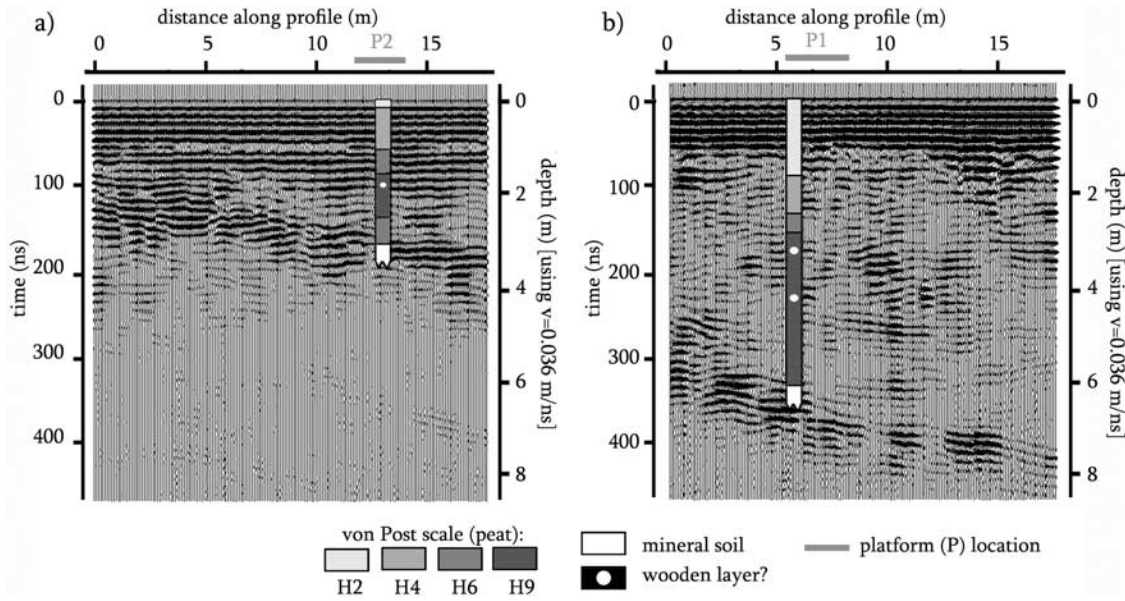 a)
distance along profile (m)
0 5 10 15
P2
time (ns)
0
100
200
300
400
0
2
4
6
8
depth (m) [using v=0.036 m/ns]
b)
distance along profile (m)
0 5 10 15
P1
time (ns)
0
100
200
300
400
0
2
4
6
8
depth (m) [using v=0.036 m/ns]
von Post scale (peat):
H2 H4 H6 H9
mineral soil
wooden layer?
platform (P) location